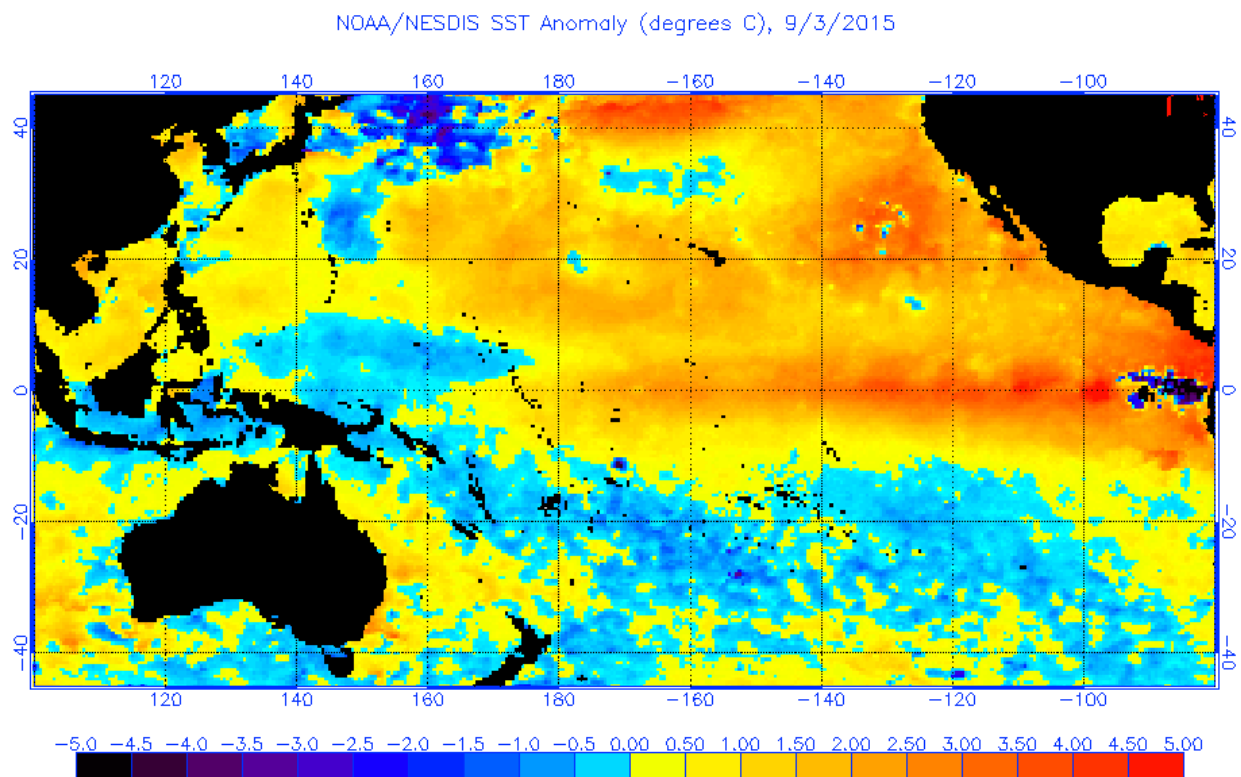 NOAA/NESDIS SST Anomaly (degrees C), 9/3/2015
120 140 160 180 -160 -140 -120 -100
40 40
20 20
0 0
-20 -20
-40 -40
120 140 160 180 -160 -140 -120 -100
-5.0 -4.5 -4.0 -3.5 -3.0 -2.5 -2.0 -1.5 -1.0 -0.5 0.00 0.50 1.00 1.50 2.00 2.50 3.00 3.50 4.00 4.50 5.00